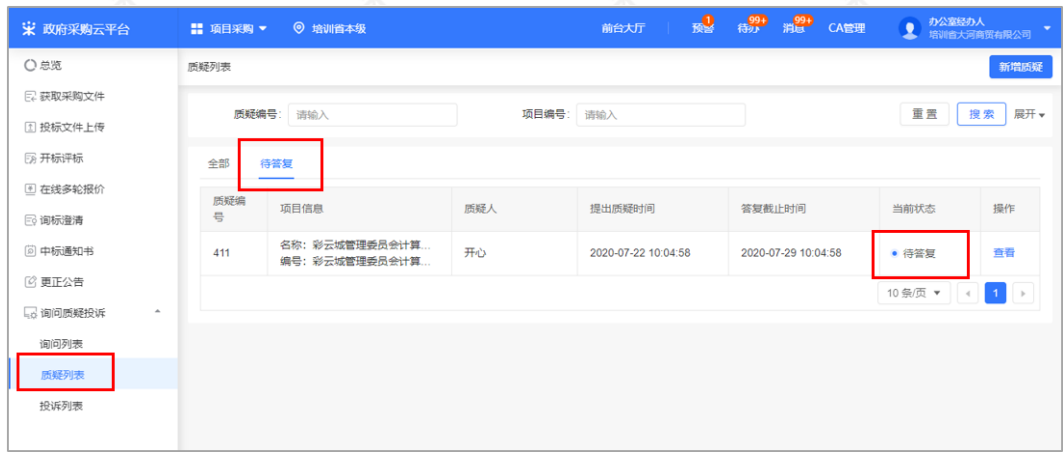 政府采购云平台
项目采购
培训省本级
前台大厅
预警
1
待办
99+
消息
99+
CA管理
办公室经办人
培训省大河商贸有限公司
总览
获取采购文件
投标文件上传
开标评标
在线多轮报价
询标澄清
中标通知书
更正公告
询问质疑投诉
询问列表
质疑列表
投诉列表
质疑列表
新增质疑
质疑编号: 请输入
项目编号: 请输入
重置
搜索
展开
全部
待答复
质疑编号
项目信息
质疑人
提出质疑时间
答复截止时间
当前状态
操作
411
名称：彩云城管理委员会计算...
编号：彩云城管理委员会计算...
开心
2020-07-22 10:04:58
2020-07-29 10:04:58
待答复
查看
10 条/页
1